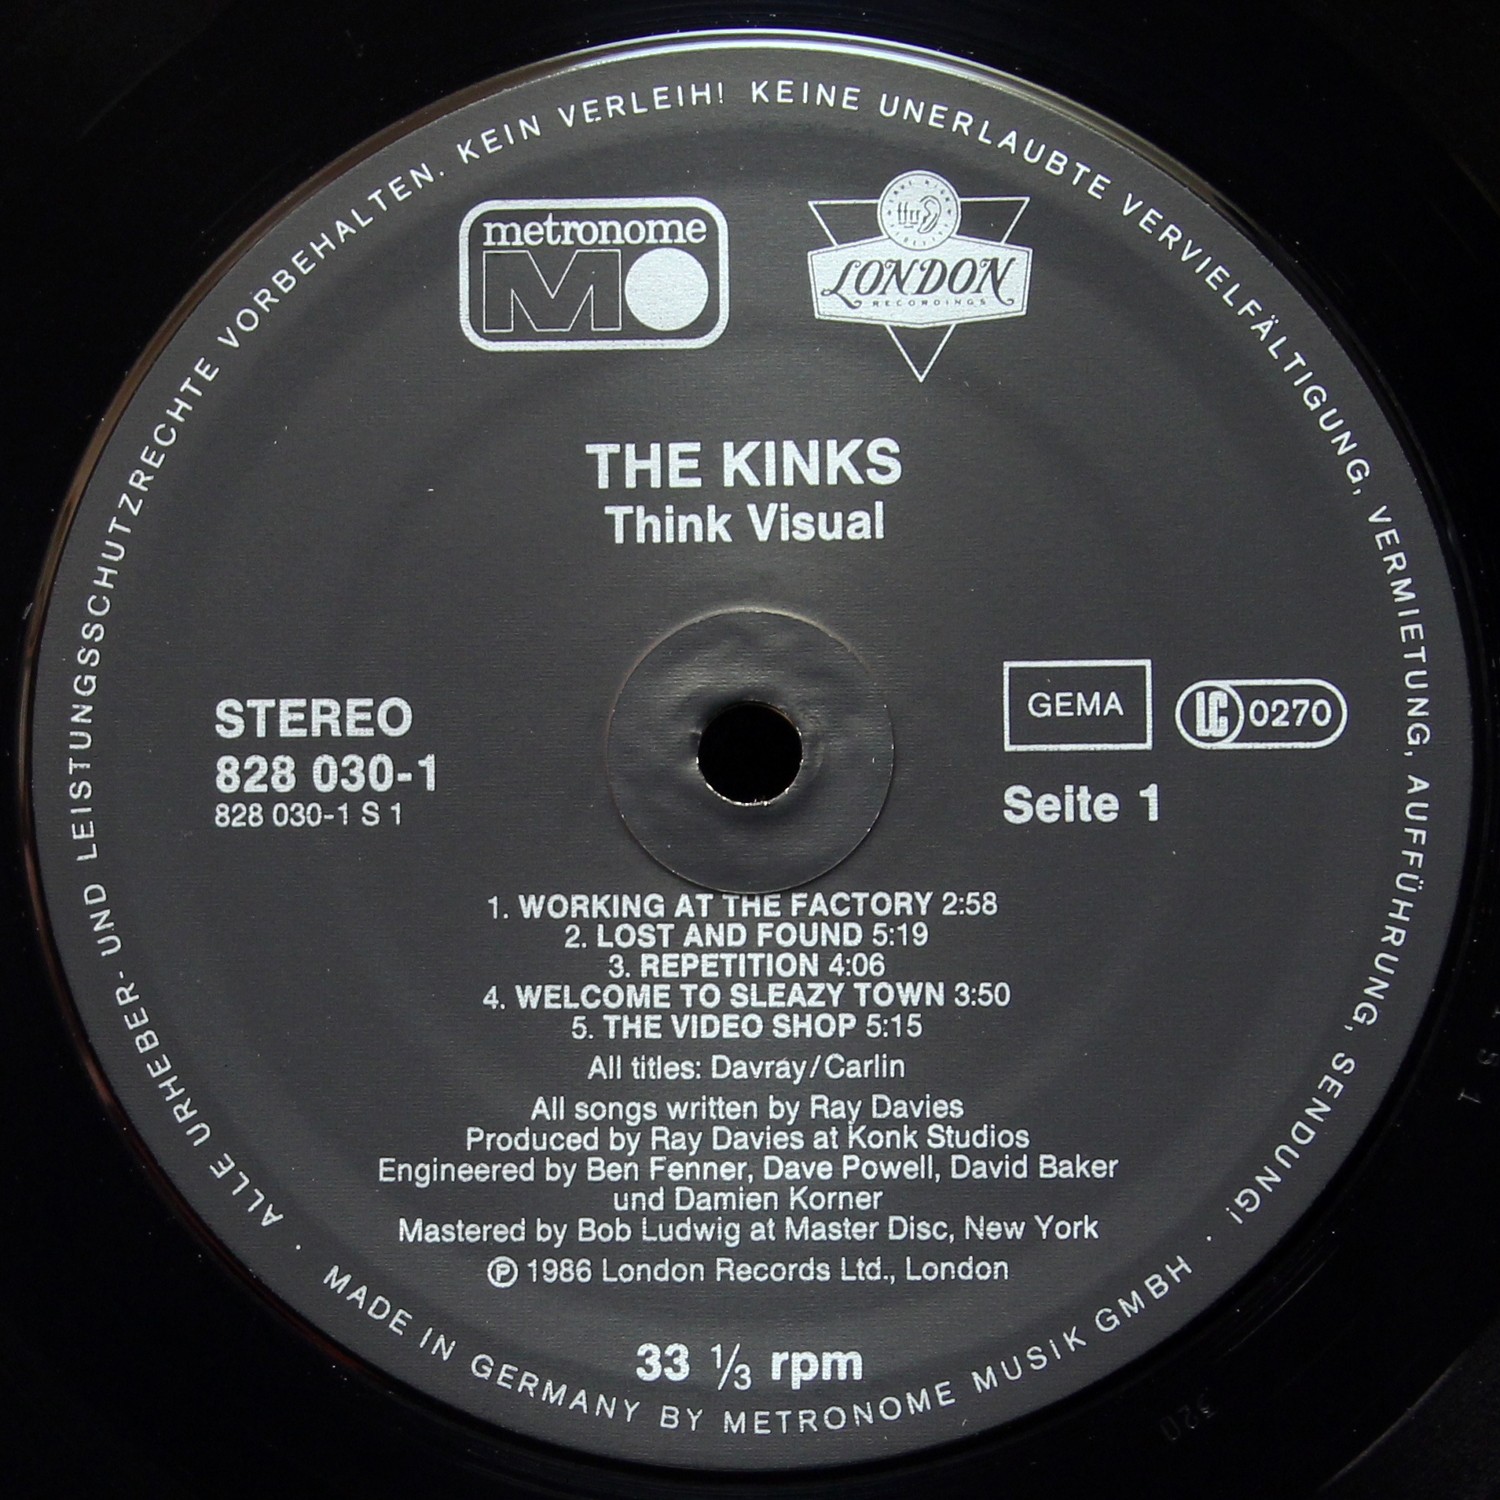 ALLE URHEBER- UND LEISTUNGSSCHUTZRECHTE VORBEHALTEN. KEIN VERLEIH! KEINE UNERLAUBTE VERVIELFÄLTIGUNG, VERMIETUNG, AUFFÜHRUNG, SENDUNG! ·
metronome
MO
ffrr
LONDON
RECORDINGS
THE KINKS
Think Visual
STEREO
828 030-1
828 030-1 S 1
GEMA
LC 0270
Seite 1
1. WORKING AT THE FACTORY 2:58
2. LOST AND FOUND 5:19
3. REPETITION 4:06
4. WELCOME TO SLEAZY TOWN 3:50
5. THE VIDEO SHOP 5:15
All titles: Davray/Carlin
All songs written by Ray Davies
Produced by Ray Davies at Konk Studios
Engineered by Ben Fenner, Dave Powell, David Baker
und Damien Korner
Mastered by Bob Ludwig at Master Disc, New York
℗ 1986 London Records Ltd., London
33 ⅓ rpm
· MADE IN GERMANY BY METRONOME MUSIK GMBH
320